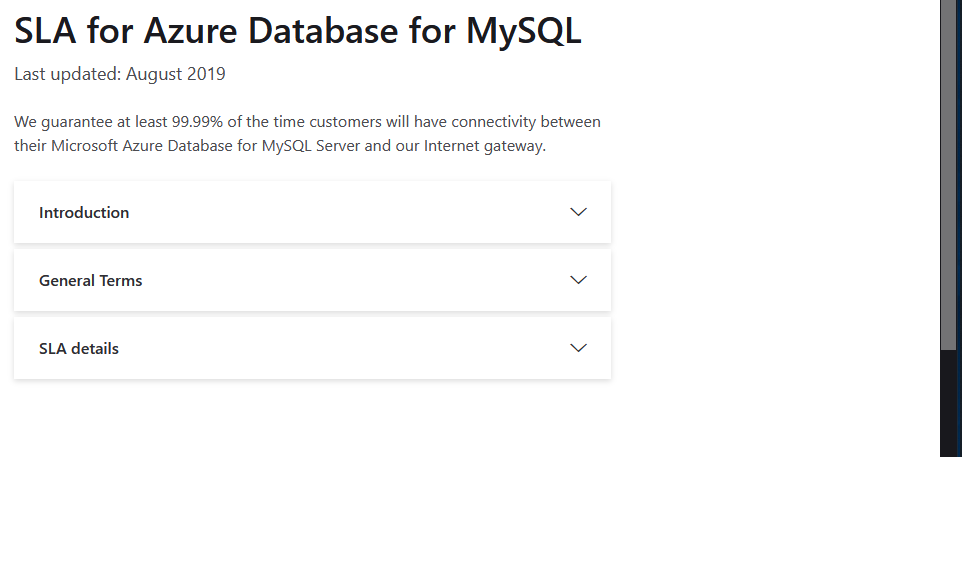 SLA for Azure Database for MySQL
Last updated: August 2019
We guarantee at least 99.99% of the time customers will have connectivity between
their Microsoft Azure Database for MySQL Server and our Internet gateway.
Introduction
General Terms
SLA details